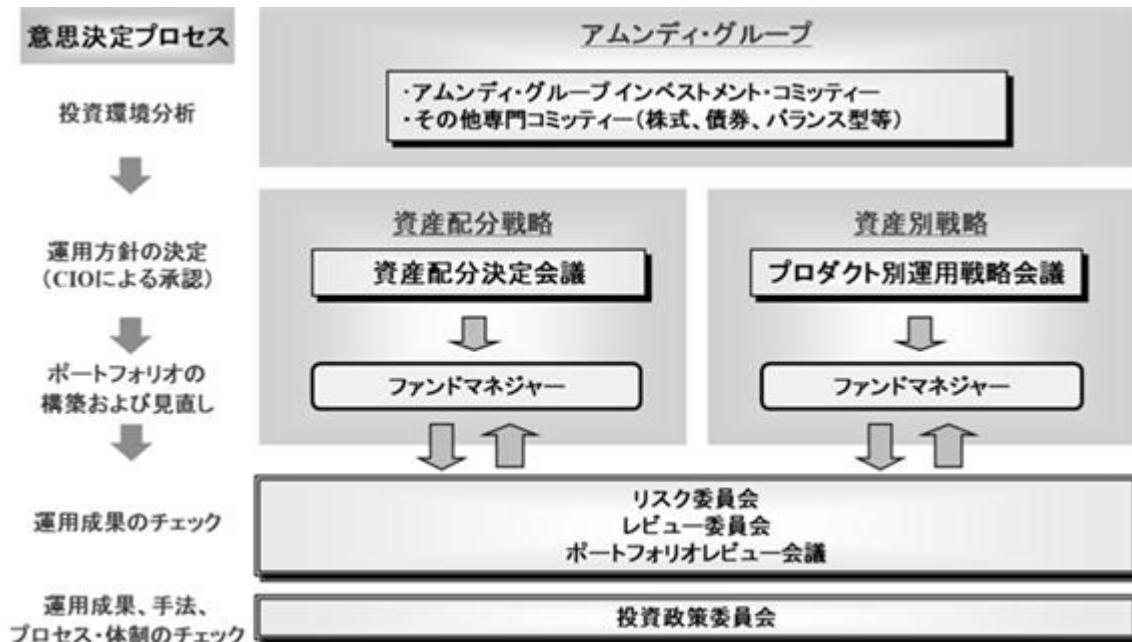 意思決定プロセス
アムンディ・グループ
投資環境分析
・アムンディ・グループ インベストメント・コミッティー
・その他専門コミッティー(株式、債券、バランス型等)
運用方針の決定
(CIOによる承認)
資産配分戦略
資産配分決定会議
資産別戦略
プロダクト別運用戦略会議
ポートフォリオの
構築および見直し
ファンドマネジャー
ファンドマネジャー
運用成果のチェック
リスク委員会
レビュー委員会
ポートフォリオレビュー会議
運用成果、手法、
プロセス・体制のチェック
投資政策委員会